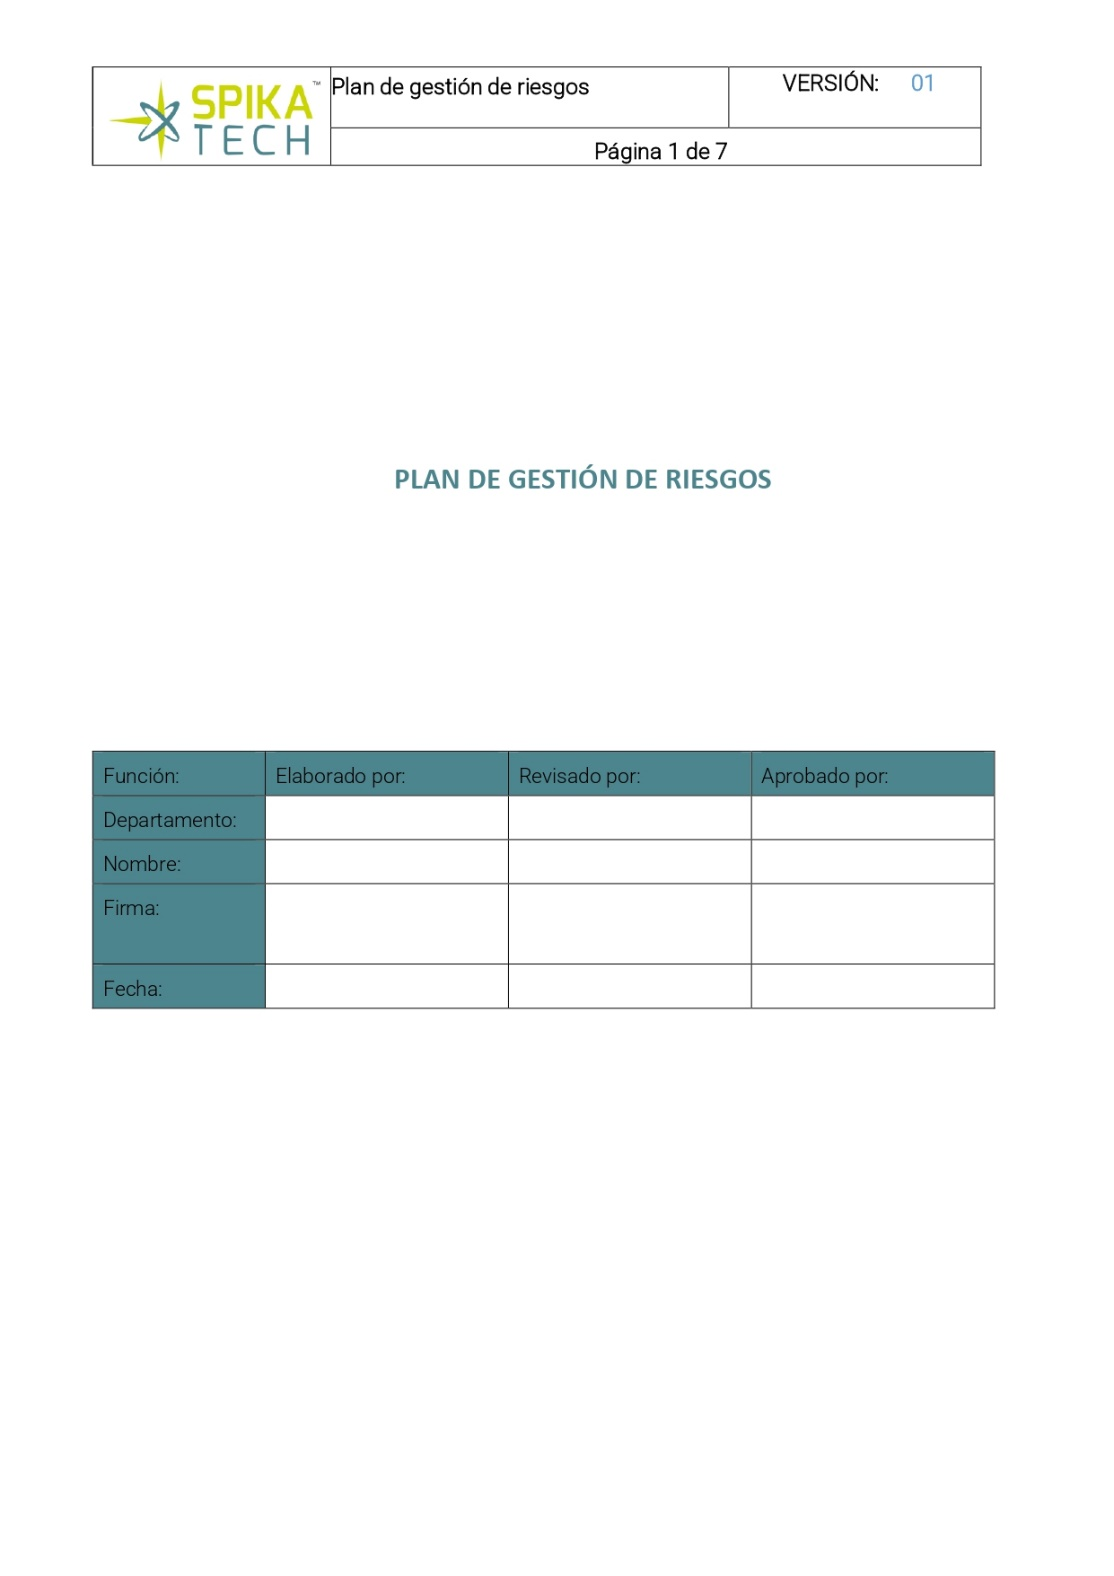 SPIKA™
TECH
Plan de gestión de riesgos
VERSIÓN: 01
Página 1 de 7
PLAN DE GESTIÓN DE RIESGOS
Función: Elaborado por: Revisado por: Aprobado por:
Departamento:
Nombre:
Firma:
Fecha: